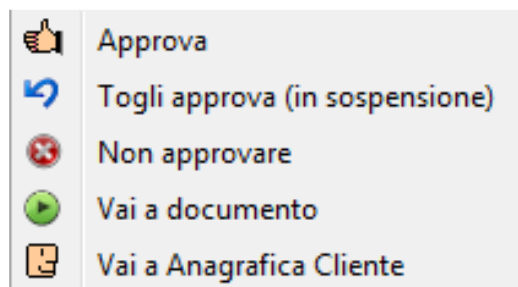 Approva
Togli approva (in sospensione)
Non approvare
Vai a documento
Vai a Anagrafica Cliente